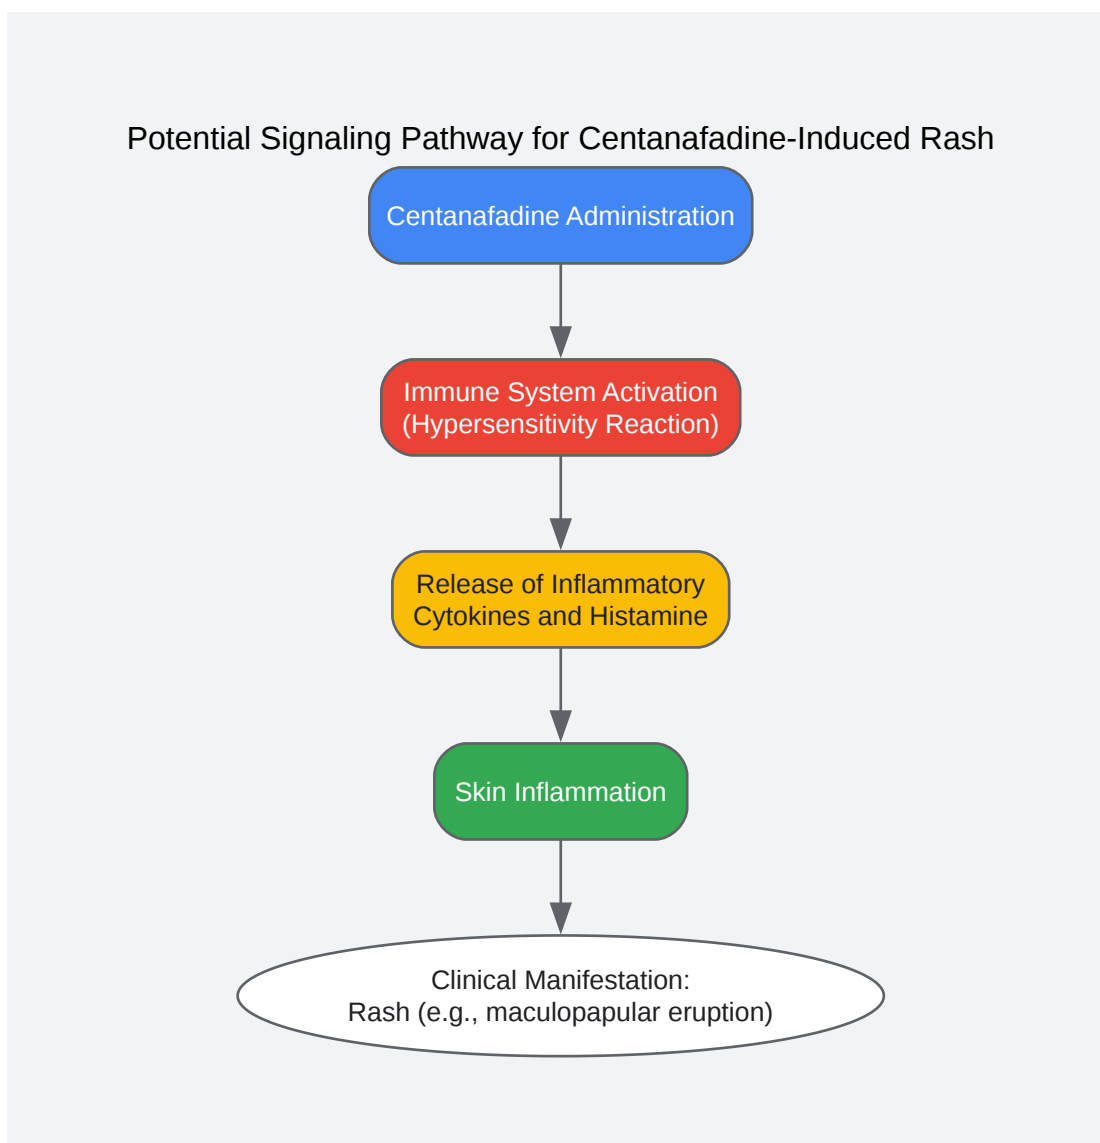 Potential Signaling Pathway for Centanafadine-Induced Rash
Centanafadine Administration
Immune System Activation
(Hypersensitivity Reaction)
Release of Inflammatory
Cytokines and Histamine
Skin Inflammation
Clinical Manifestation:
Rash (e.g., maculopapular eruption)